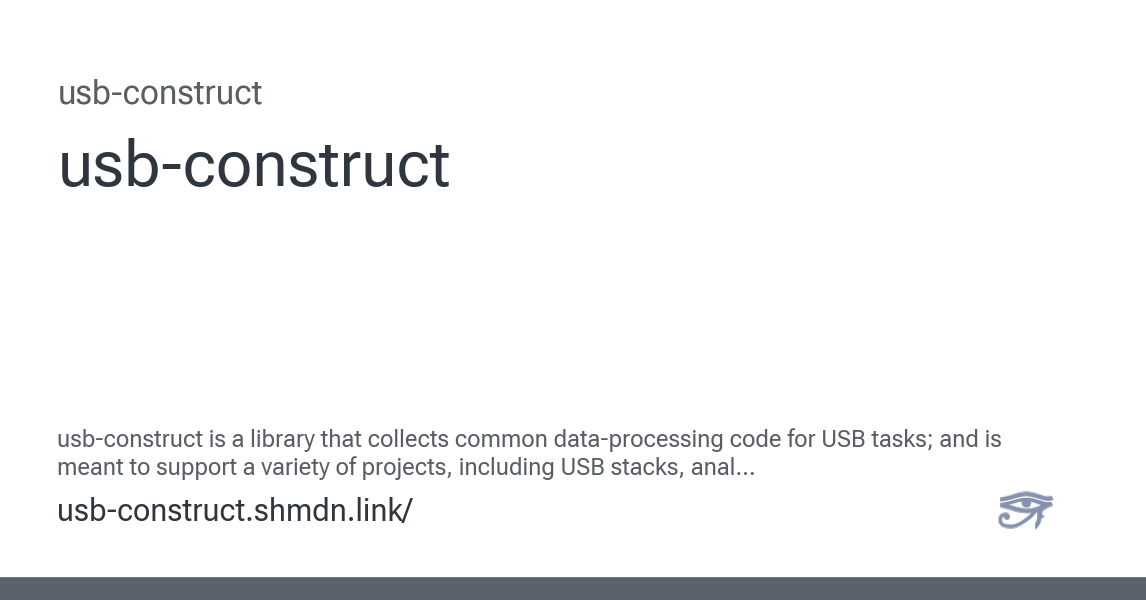 usb-construct
usb-construct
usb-construct is a library that collects common data-processing code for USB tasks; and is
meant to support a variety of projects, including USB stacks, anal...
usb-construct.shmdn.link/